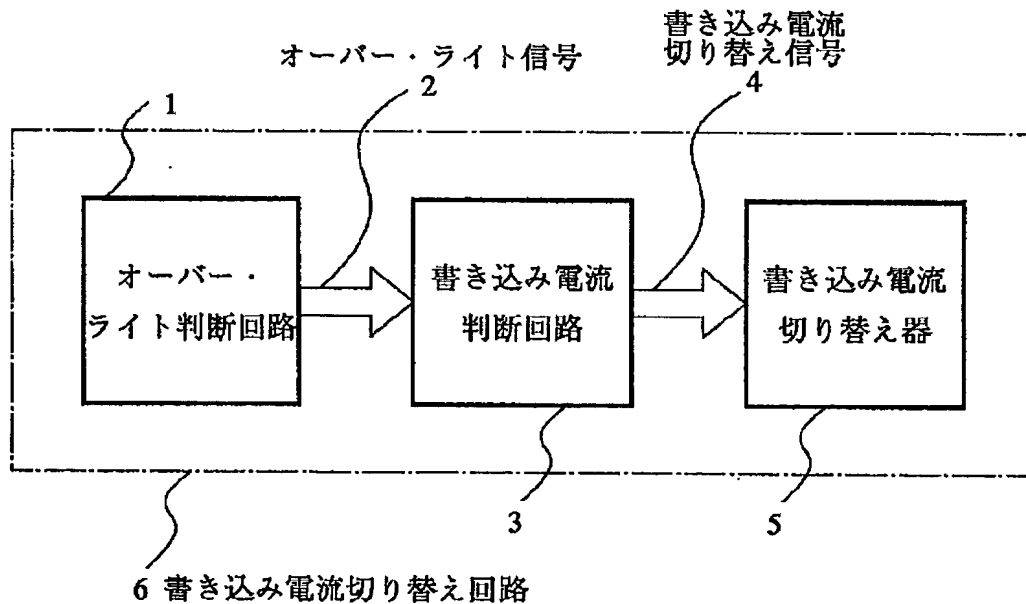 書き込み電流
切り替え信号
4
オーバー・ライト信号
2
1
オーバー・
ライト判断回路
書き込み電流
判断回路
書き込み電流
切り替え器
3
5
6 書き込み電流切り替え回路